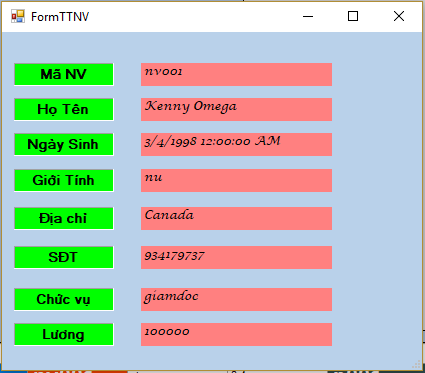 FormTTNV
Mã NV nv001
Họ Tên Kenny Omega
Ngày Sinh 3/4/1998 12:00:00 AM
Giới Tính nu
Địa chỉ Canada
SĐT 934179737
Chức vụ giamdoc
Lương 100000